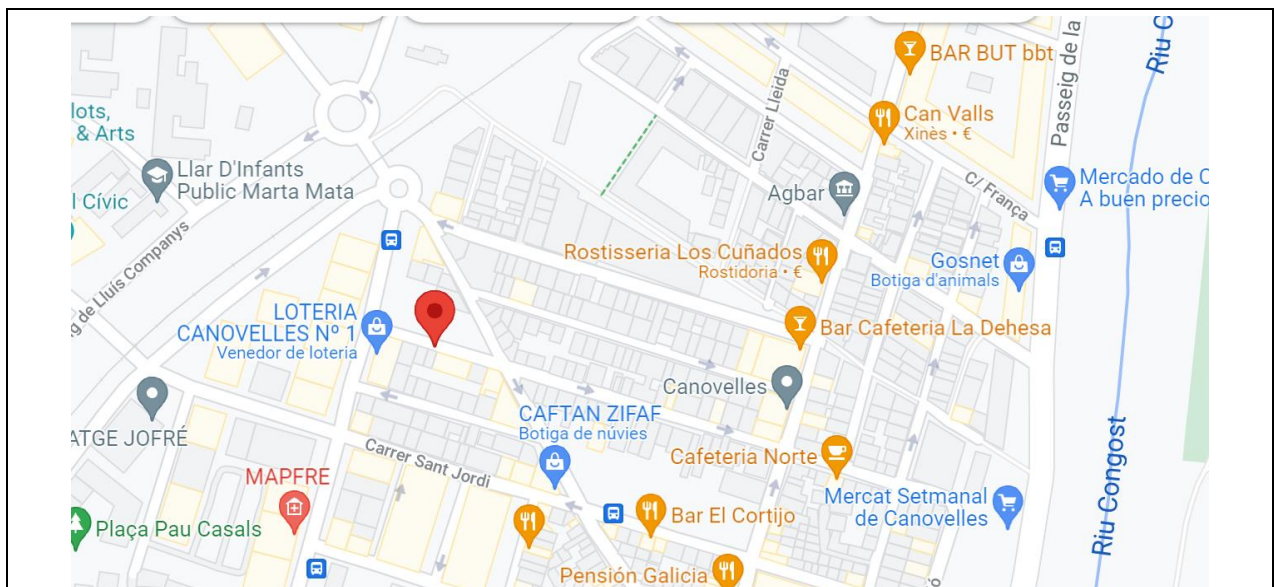 BAR BUT bbt
Passeig de la
Riu C
lots,
& Arts
Carrer Lleida
Can Valls
Xinès • €
Llar D'Infants
Public Marta Mata
l Cívic
Agbar
C/ França
Mercado de C
A buen precio
Rostisseria Los Cuñados
Rostidoria • €
Gosnet
Botiga d'animals
g de Lluís Companys
LOTERIA
CANOVELLES Nº 1
Venedor de loteria
Bar Cafeteria La Dehesa
Canovelles
ATGE JOFRÉ
CAFTAN ZIFAF
Botiga de núvies
Carrer Sant Jordi
Cafeteria Norte
MAPFRE
Mercat Setmanal
de Canovelles
Riu Congost
Plaça Pau Casals
Bar El Cortijo
Pensión Galicia